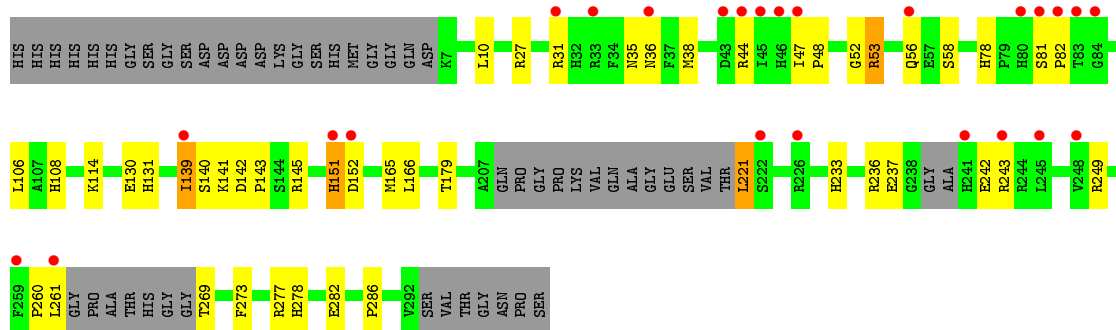 HIS HIS HIS HIS HIS HIS GLY SER SER ASP ASP ASP LYS GLY SER HIS MET GLY GLY GLN ASP K7 L10 R27 R31 H32 R33 F34 N35 N36 F37 M38 D43 R44 I45 H46 I47 P48 G52 R53 Q56 E57 S58 H78 P79 H80 S81 P82 T83 G84
L106 A107 H108 K114 E130 H131 I139 S140 K141 D142 P143 S144 R145 H151 D152 M165 L166 T179 A207 GLN PRO GLY PRO LYS VAL GLN ALA GLY GLU SER VAL THR L221 S222 R226 H233 R236 E237 G238 GLY ALA H241 E242 R243 R244 L245 V248 R249
F259 P260 L261 GLY PRO ALA THR HIS GLY GLY T269 F273 R277 H278 E282 P286 V292 SER VAL THR GLY ASN PRO SER